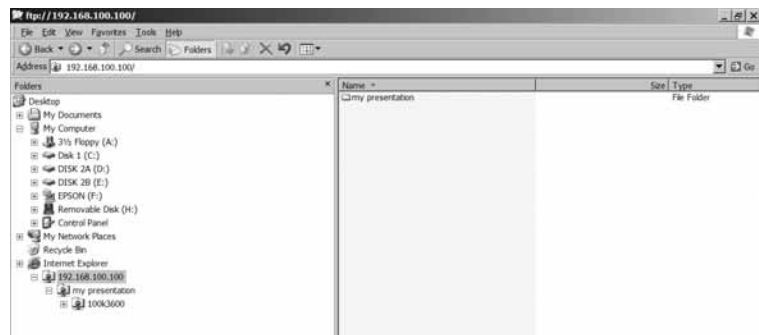 ftp://192.168.100.100/
File Edit View Favorites Tools Help
Back Search Folders
Address 192.168.100.100/ Go
Folders Name Size Type
Desktop my presentation File Folder
My Documents
My Computer
3½ Floppy (A:)
Disk 1 (C:)
DISK 2A (D:)
DISK 2B (E:)
EPSON (F:)
Removable Disk (H:)
Control Panel
My Network Places
Recycle Bin
Internet Explorer
192.168.100.100
my presentation
100k3600